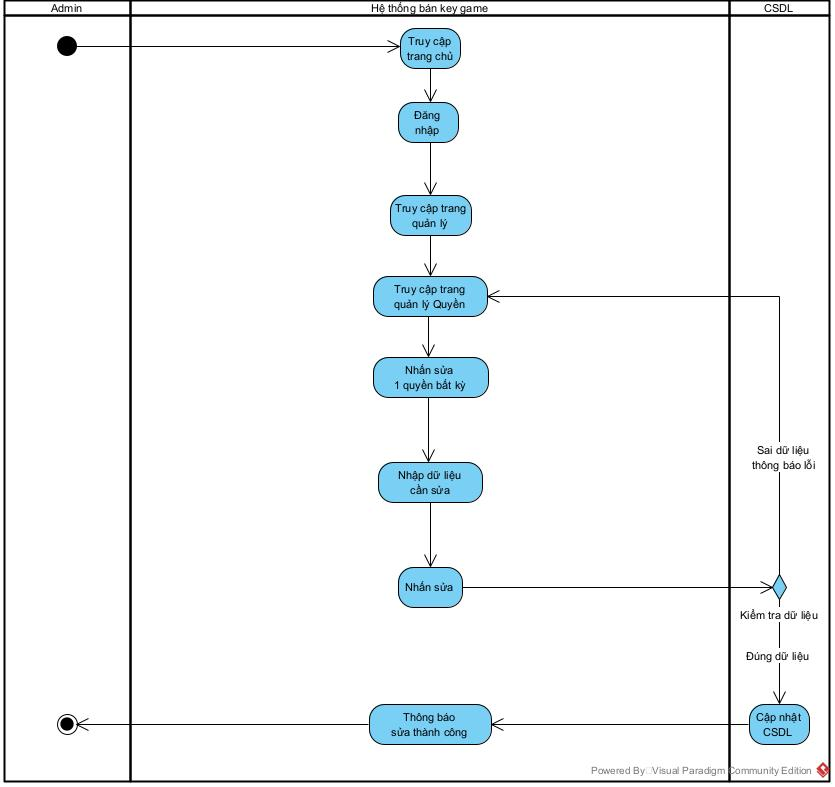 Admin
Hệ thống bán key game
CSDL
Truy cập
trang chủ
Đăng
nhập
Truy cập trang
quản lý
Truy cập trang
quản lý Quyền
Nhấn sửa
1 quyền bất kỳ
Sai dữ liệu
thông báo lỗi
Nhập dữ liệu
cần sửa
Nhấn sửa
Kiểm tra dữ liệu
Đúng dữ liệu
Thông báo
sửa thành công
Cập nhật
CSDL
Powered By Visual Paradigm Community Edition